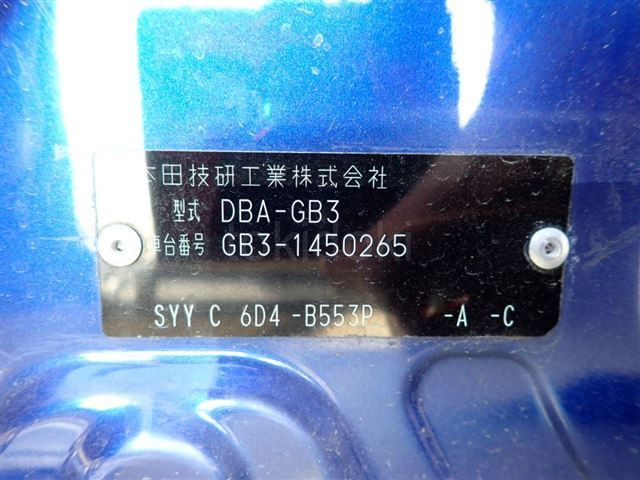 本田技研工業株式会社
型式 DBA-GB3
車台番号 GB3-1450265
SYY C 6D4 -B553P -A -C